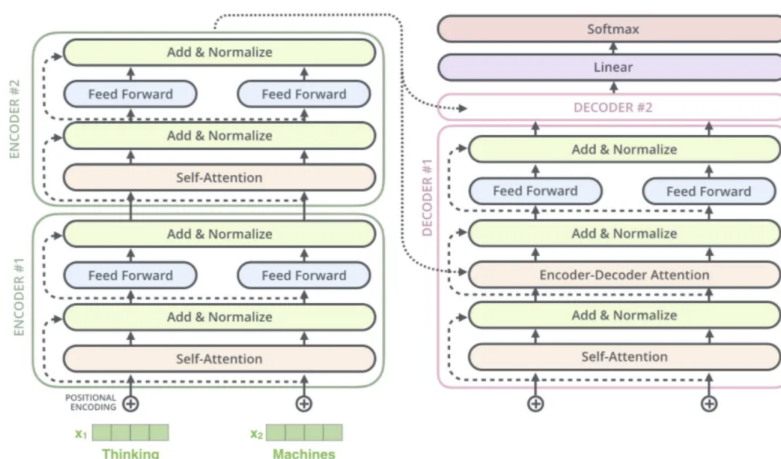 ENCODER #2
Add & Normalize
Feed Forward Feed Forward
Add & Normalize
Self-Attention
ENCODER #1
Add & Normalize
Feed Forward Feed Forward
Add & Normalize
Self-Attention
POSITIONAL
ENCODING
x1 x2
Thinking Machines
Softmax
Linear
DECODER #2
DECODER #1
Add & Normalize
Feed Forward Feed Forward
Add & Normalize
Encoder-Decoder Attention
Add & Normalize
Self-Attention